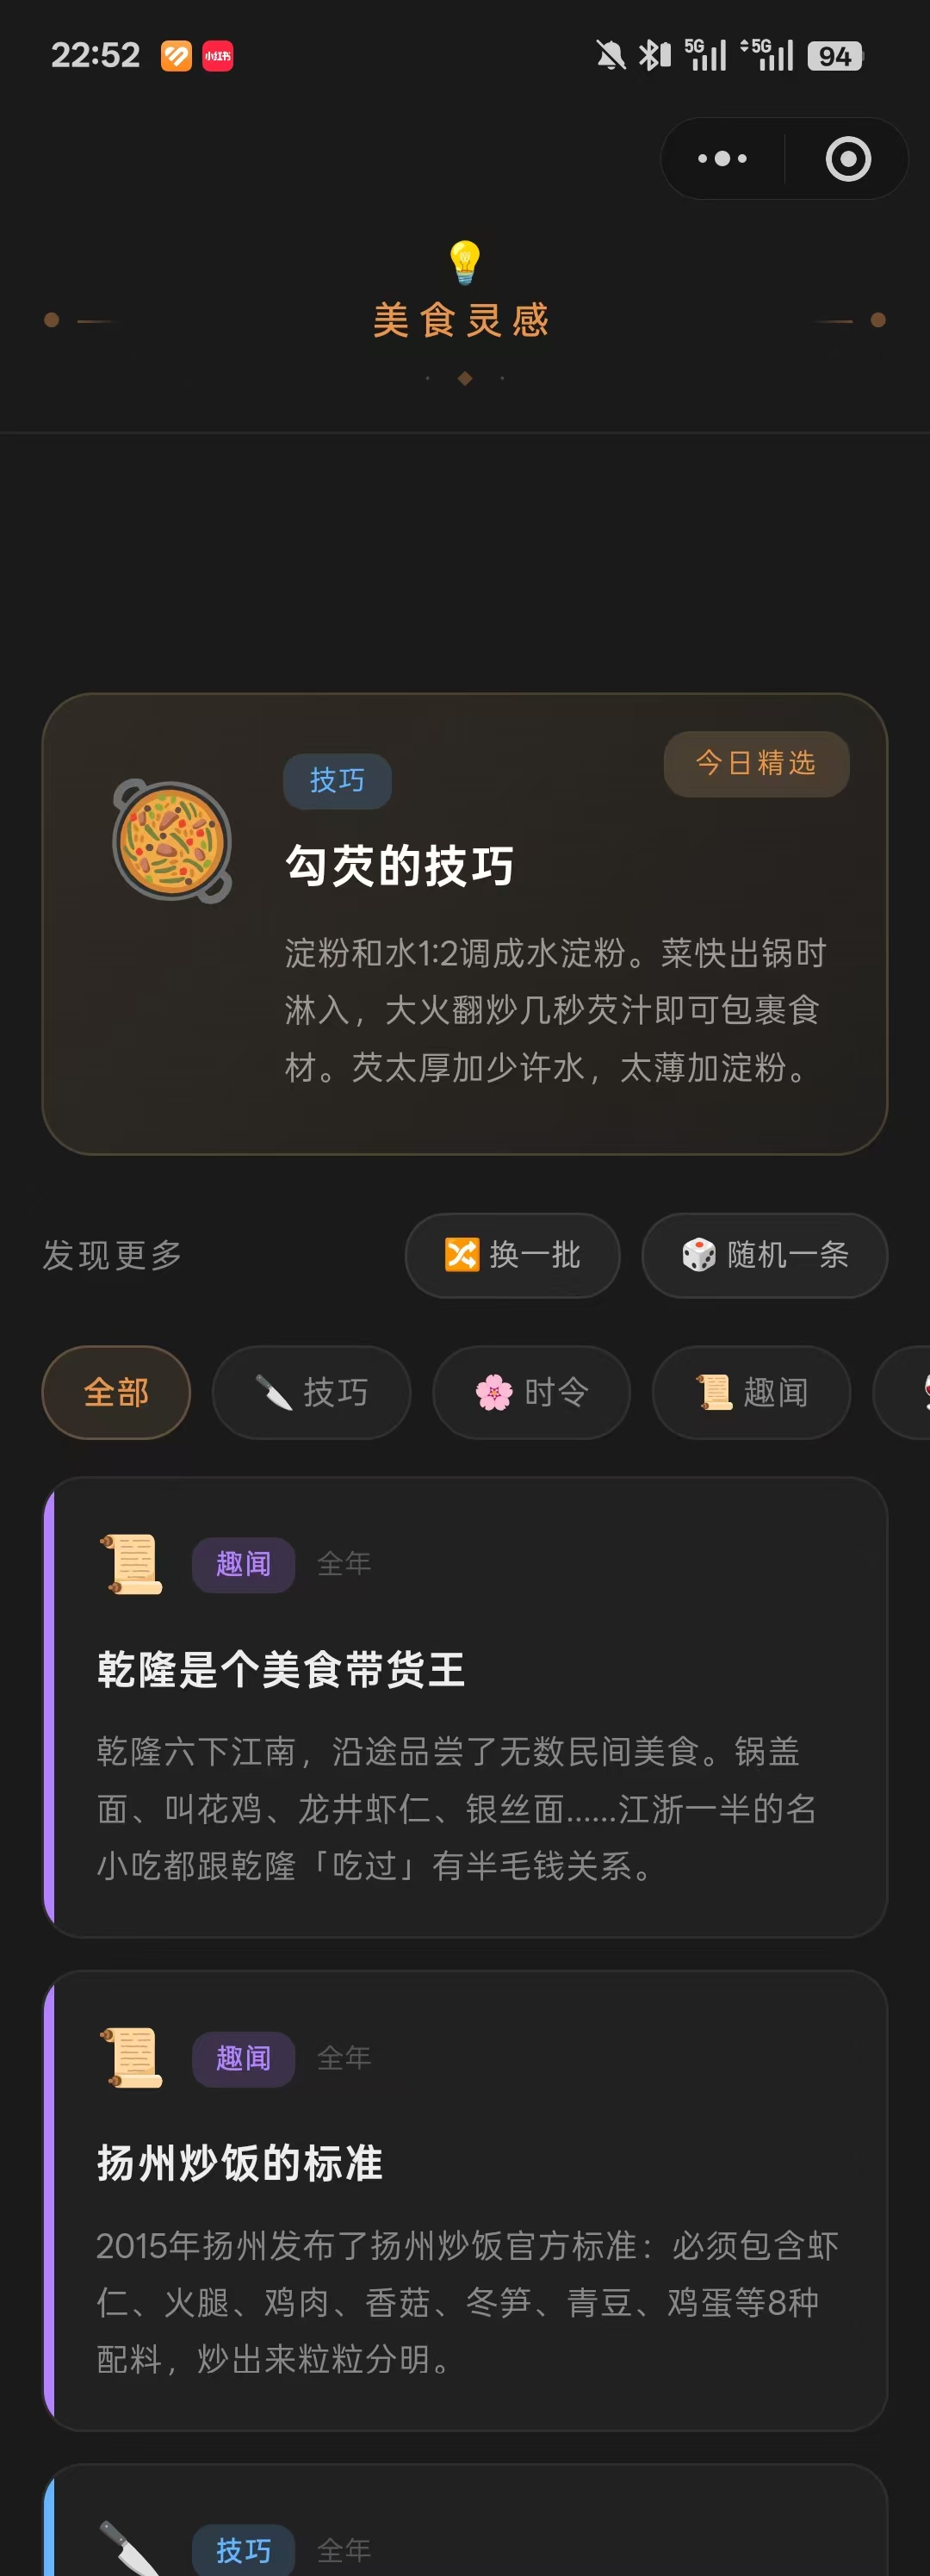 22:52
小红书
5G
5G
94
美食灵感
今日精选
技巧
勾芡的技巧
淀粉和水1:2调成水淀粉。菜快出锅时
淋入，大火翻炒几秒芡汁即可包裹食
材。芡太厚加少许水，太薄加淀粉。
发现更多
换一批
随机一条
全部
技巧
时令
趣闻
趣闻 全年
乾隆是个美食带货王
乾隆六下江南，沿途品尝了无数民间美食。锅盖
面、叫花鸡、龙井虾仁、银丝面……江浙一半的名
小吃都跟乾隆「吃过」有半毛钱关系。
趣闻 全年
扬州炒饭的标准
2015年扬州发布了扬州炒饭官方标准：必须包含虾
仁、火腿、鸡肉、香菇、冬笋、青豆、鸡蛋等8种
配料，炒出来粒粒分明。
技巧 全年